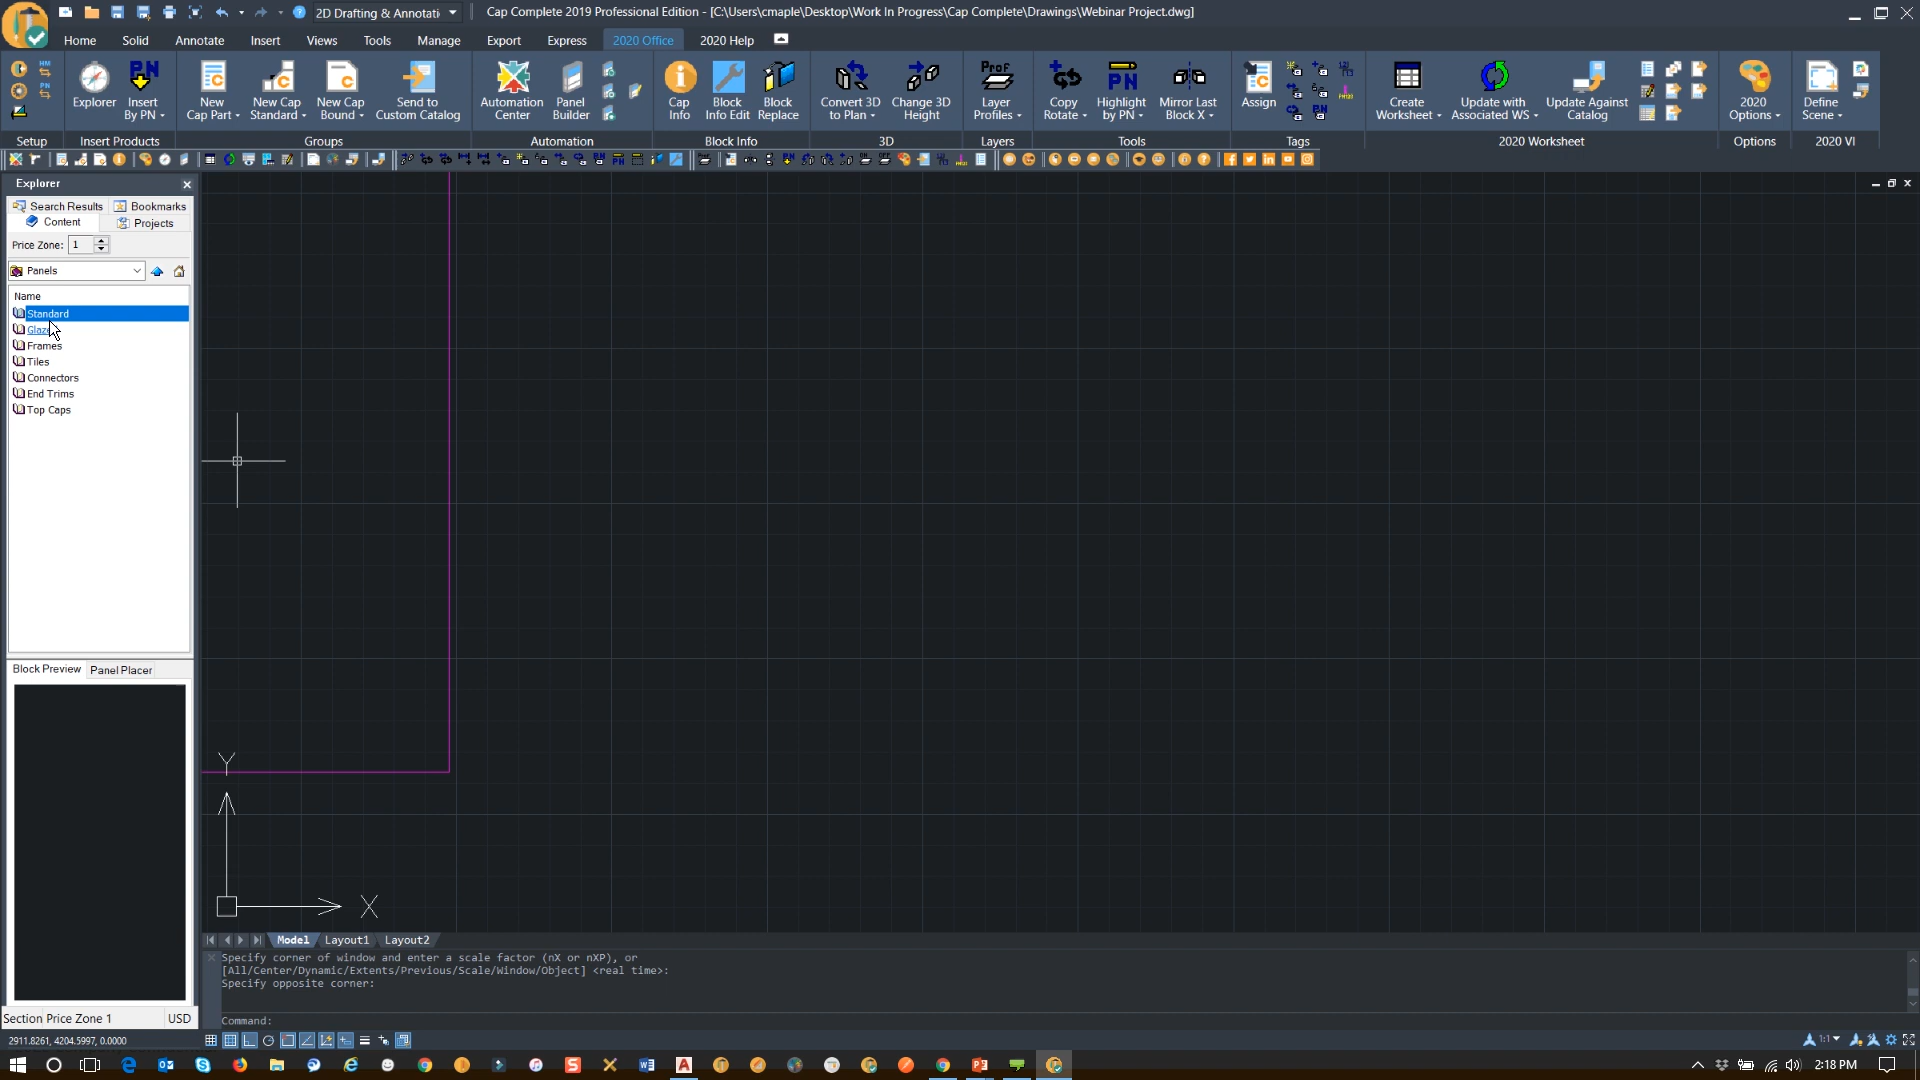 2D Drafting & Annotati
Cap Complete 2019 Professional Edition - [C:\Users\cmaple\Desktop\Work In Progress\Cap Complete\Drawings\Webinar Project.dwg]
Home Solid Annotate Insert Views Tools Manage Export Express 2020 Office 2020 Help
Explorer
Insert By PN
New Cap Part
New Cap Standard
New Cap Bound
Send to Custom Catalog
Automation Center
Panel Builder
Cap Info
Block Info Edit
Block Replace
Convert 3D to Plan
Change 3D Height
Layer Profiles
Copy Rotate
Highlight by PN
Mirror Last Block X
Assign
Create Worksheet
Update with Associated WS
Update Against Catalog
2020 Options
Define Scene
Setup Insert Products Groups Automation Block Info 3D Layers Tools Tags 2020 Worksheet Options 2020 VI
Explorer
Search Results Bookmarks
Content Projects
Price Zone: 1
Panels
Name
Standard
Frames
Tiles
Connectors
End Trims
Top Caps
Block Preview Panel Placer
Y
X
Model Layout1 Layout2
Specify corner of window and enter a scale factor (nX or nXP), or
[All/Center/Dynamic/Extents/Previous/Scale/Window/Object] <real time>:
Specify opposite corner:
Command:
Section Price Zone 1 USD
2911.8261, 4204.5997, 0.0000
1:1
2:18 PM